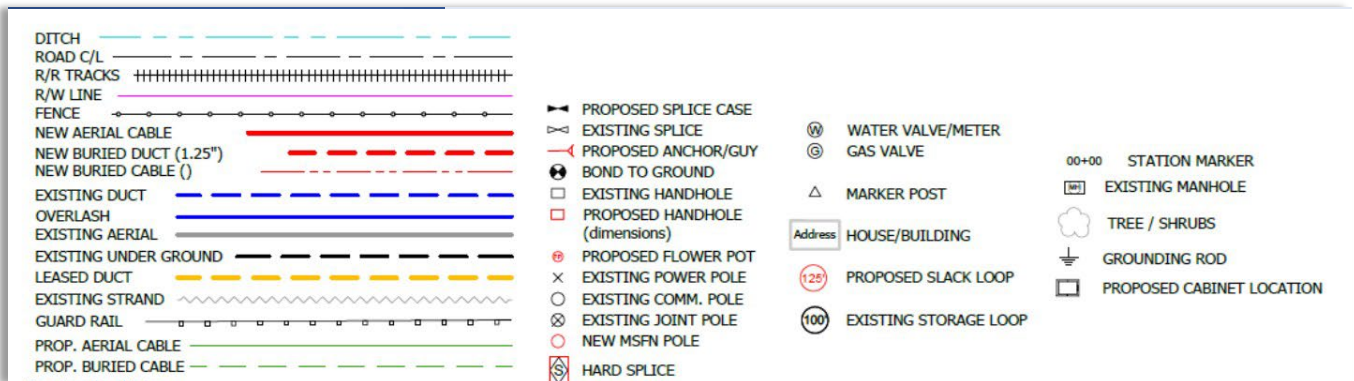 DITCH
ROAD C/L
R/R TRACKS
R/W LINE
FENCE
NEW AERIAL CABLE
NEW BURIED DUCT (1.25")
NEW BURIED CABLE ()
EXISTING DUCT
OVERLASH
EXISTING AERIAL
EXISTING UNDER GROUND
LEASED DUCT
EXISTING STRAND
GUARD RAIL
PROP. AERIAL CABLE
PROP. BURIED CABLE
PROPOSED SPLICE CASE
EXISTING SPLICE
PROPOSED ANCHOR/GUY
BOND TO GROUND
EXISTING HANDHOLE
PROPOSED HANDHOLE
(dimensions)
PROPOSED FLOWER POT
EXISTING POWER POLE
EXISTING COMM. POLE
EXISTING JOINT POLE
NEW MSFN POLE
S HARD SPLICE
W WATER VALVE/METER
G GAS VALVE
MARKER POST
Address HOUSE/BUILDING
125' PROPOSED SLACK LOOP
100' EXISTING STORAGE LOOP
00+00 STATION MARKER
EXISTING MANHOLE
TREE / SHRUBS
GROUNDING ROD
PROPOSED CABINET LOCATION